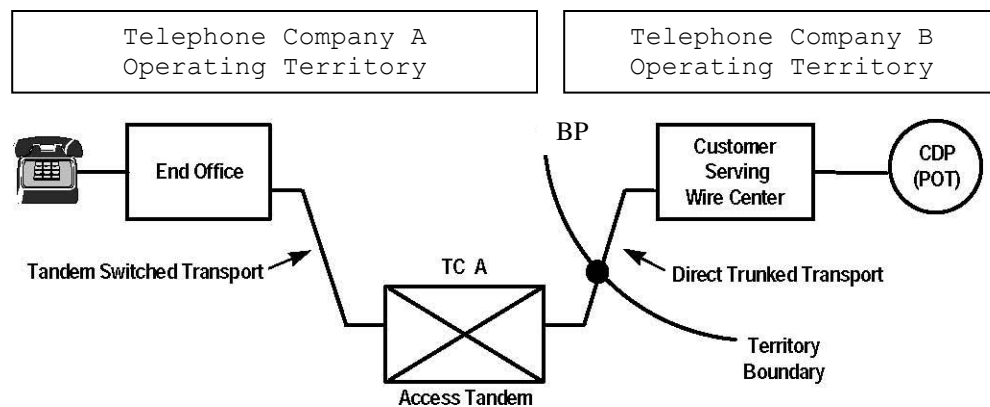 Telephone Company A
Operating Territory
Telephone Company B
Operating Territory
BP
End Office
Customer
Serving
Wire Center
CDP
(POT)
Tandem Switched Transport
TC A
Direct Trunked Transport
Access Tandem
Territory
Boundary